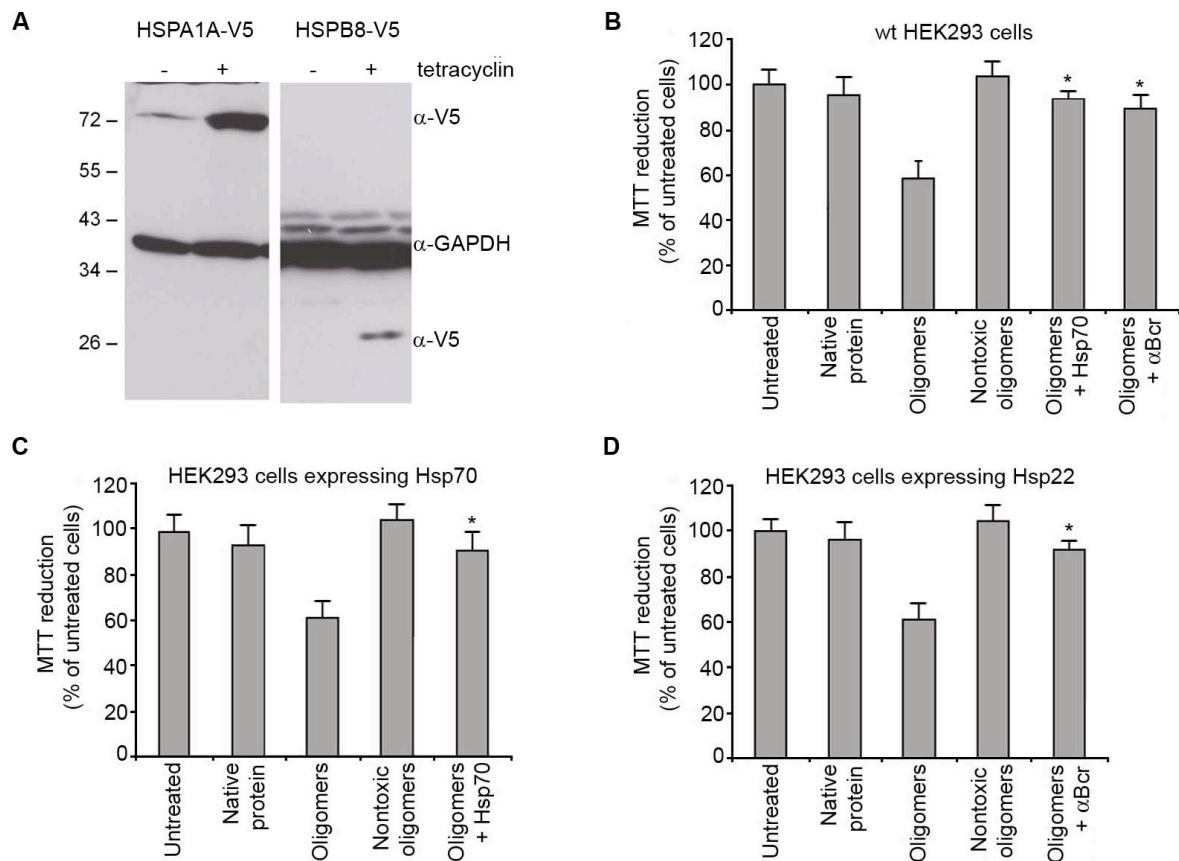 A
HSPA1A-V5 HSPB8-V5
- + - + tetracyclin
72 –
α-V5
55
43 –
α-GAPDH
34 –
26 –
α-V5
B
wt HEK293 cells
MTT reduction
(% of untreated cells)
120
100
80
60
40
20
0
* *
Untreated
Native
protein
Oligomers
Nontoxic
oligomers
Oligomers
+ Hsp70
Oligomers
+ αBcr
C
HEK293 cells expressing Hsp70
MTT reduction
(% of untreated cells)
120
100
80
60
40
20
0
*
Untreated
Native
protein
Oligomers
Nontoxic
oligomers
Oligomers
+ Hsp70
D
HEK293 cells expressing Hsp22
MTT reduction
(% of untreated cells)
120
100
80
60
40
20
0
*
Untreated
Native
protein
Oligomers
Nontoxic
oligomers
Oligomers
+ αBcr